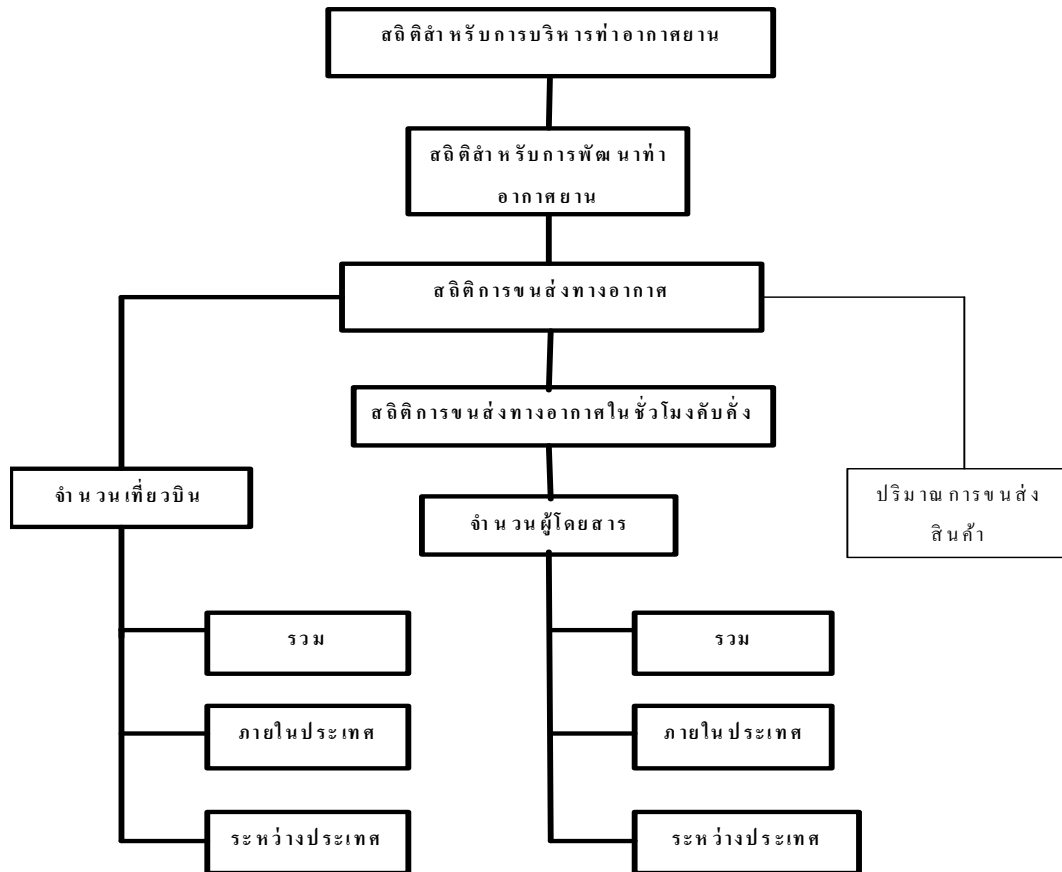 สถิติสำหรับการบริหารท่าอากาศยาน
สถิติสำหรับการพัฒนาท่า
อากาศยาน
สถิติการขนส่งทางอากาศ
สถิติการขนส่งทางอากาศในชั่วโมงคับคั่ง
จำนวนเที่ยวบิน
จำนวนผู้โดยสาร
ปริมาณการขนส่ง
สินค้า
รวม
รวม
ภายในประเทศ
ภายในประเทศ
ระหว่างประเทศ
ระหว่างประเทศ